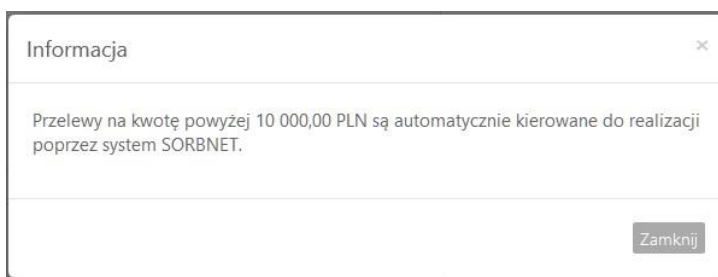 Informacja
×
Przelewy na kwotę powyżej 10 000,00 PLN są automatycznie kierowane do realizacji
poprzez system SORBNET.
Zamknij